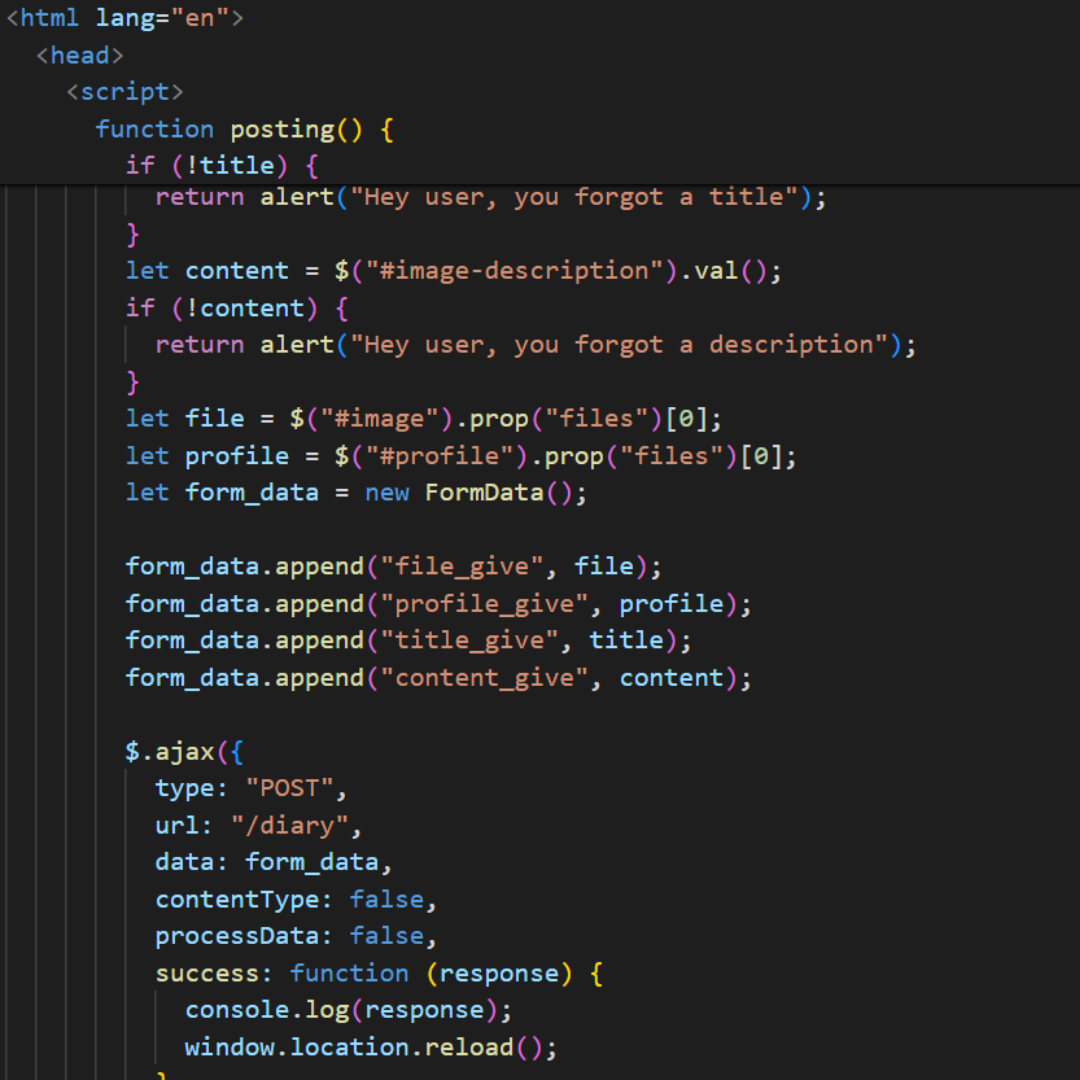 <html lang="en">
<head>
<script>
function posting() {
if (!title) {
return alert("Hey user, you forgot a title");
}
let content = $("#image-description").val();
if (!content) {
return alert("Hey user, you forgot a description");
}
let file = $("#image").prop("files")[0];
let profile = $("#profile").prop("files")[0];
let form_data = new FormData();
form_data.append("file_give", file);
form_data.append("profile_give", profile);
form_data.append("title_give", title);
form_data.append("content_give", content);
$.ajax({
type: "POST",
url: "/diary",
data: form_data,
contentType: false,
processData: false,
success: function (response) {
console.log(response);
window.location.reload();
}